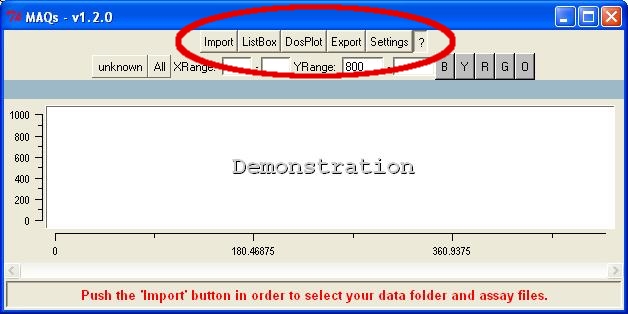 MAQs - v1.2.0
Import ListBox DosPlot Export Settings ?
unknown All XRange: - YRange: 800 - B Y R G O
Demonstration
1000
800
600
400
200
0
0 180.46875 360.9375
Push the 'Import' button in order to select your data folder and assay files.